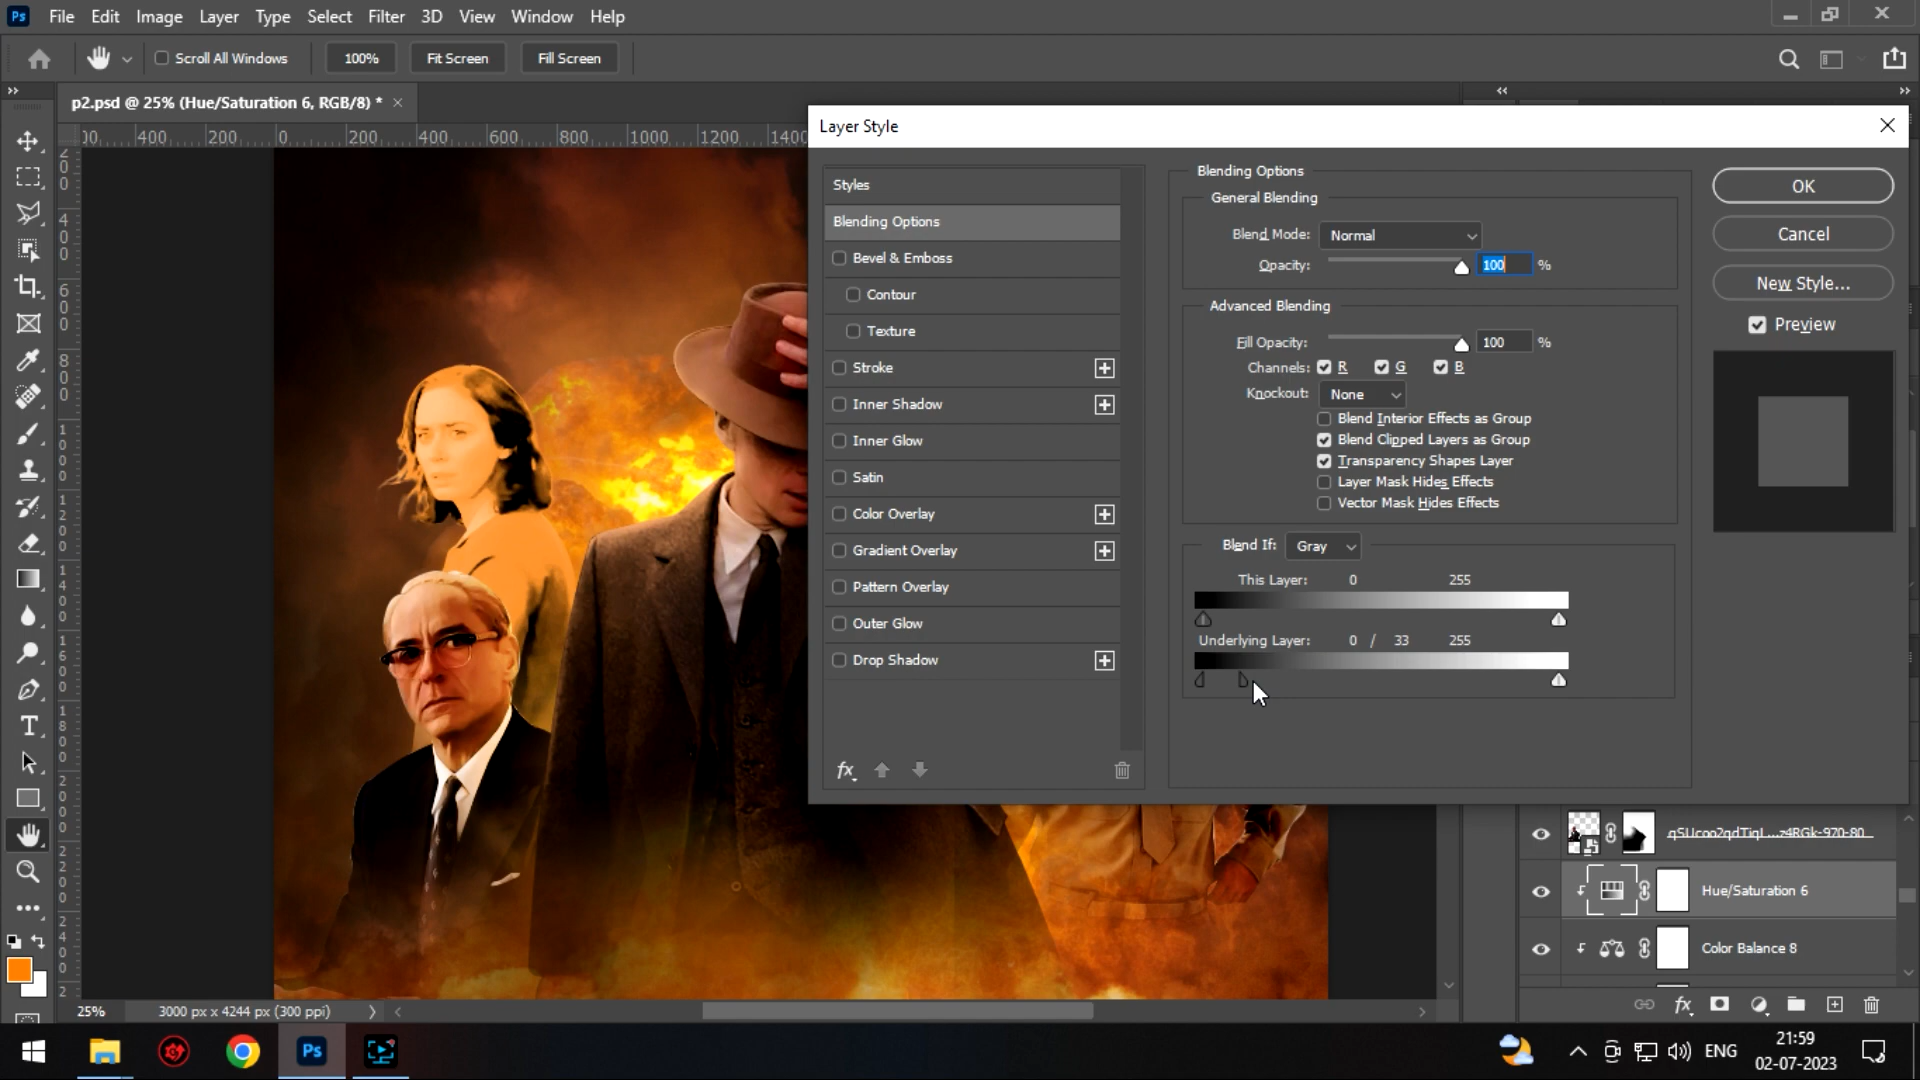 Ps File Edit Image Layer Type Select Filter 3D View Window Help
Scroll All Windows 100% Fit Screen Fill Screen
p2.psd @ 25% (Hue/Saturation 6, RGB/8) *
400 200 0 200 400 600 800 1000 1200 1400
Layer Style
Styles
Blending Options
Bevel & Emboss
Contour
Texture
Stroke
Inner Shadow
Inner Glow
Satin
Color Overlay
Gradient Overlay
Pattern Overlay
Outer Glow
Drop Shadow
fx
Blending Options
General Blending
Blend Mode: Normal
Opacity: 100 %
Advanced Blending
Fill Opacity: 100 %
Channels: R G B
Knockout: None
Blend Interior Effects as Group
Blend Clipped Layers as Group
Transparency Shapes Layer
Layer Mask Hides Effects
Vector Mask Hides Effects
Blend If: Gray
This Layer: 0 255
Underlying Layer: 0 / 33 255
OK
Cancel
New Style...
Preview
Hue/Saturation 6
Color Balance 8
fx
25% 3000 px x 4244 px (300 ppi)
Ps
ENG
21:59
02-07-2023